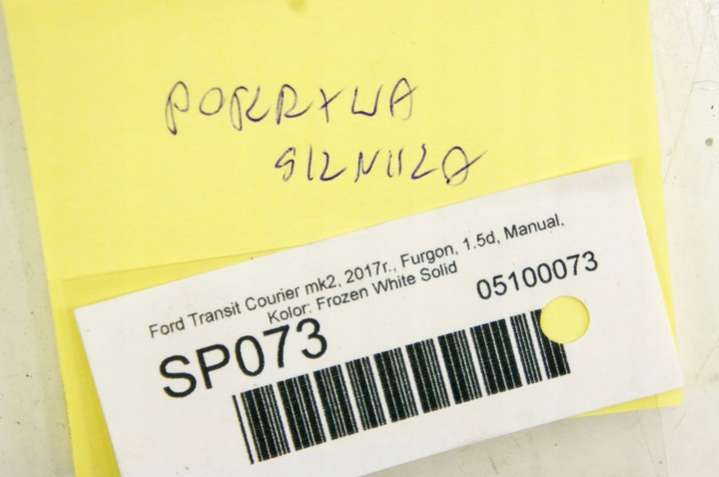 POKRYWA
SILNIKA
Ford Transit Courier mk2, 2017r., Furgon, 1.5d, Manual,
Kolor: Frozen White Solid
05100073
SP073